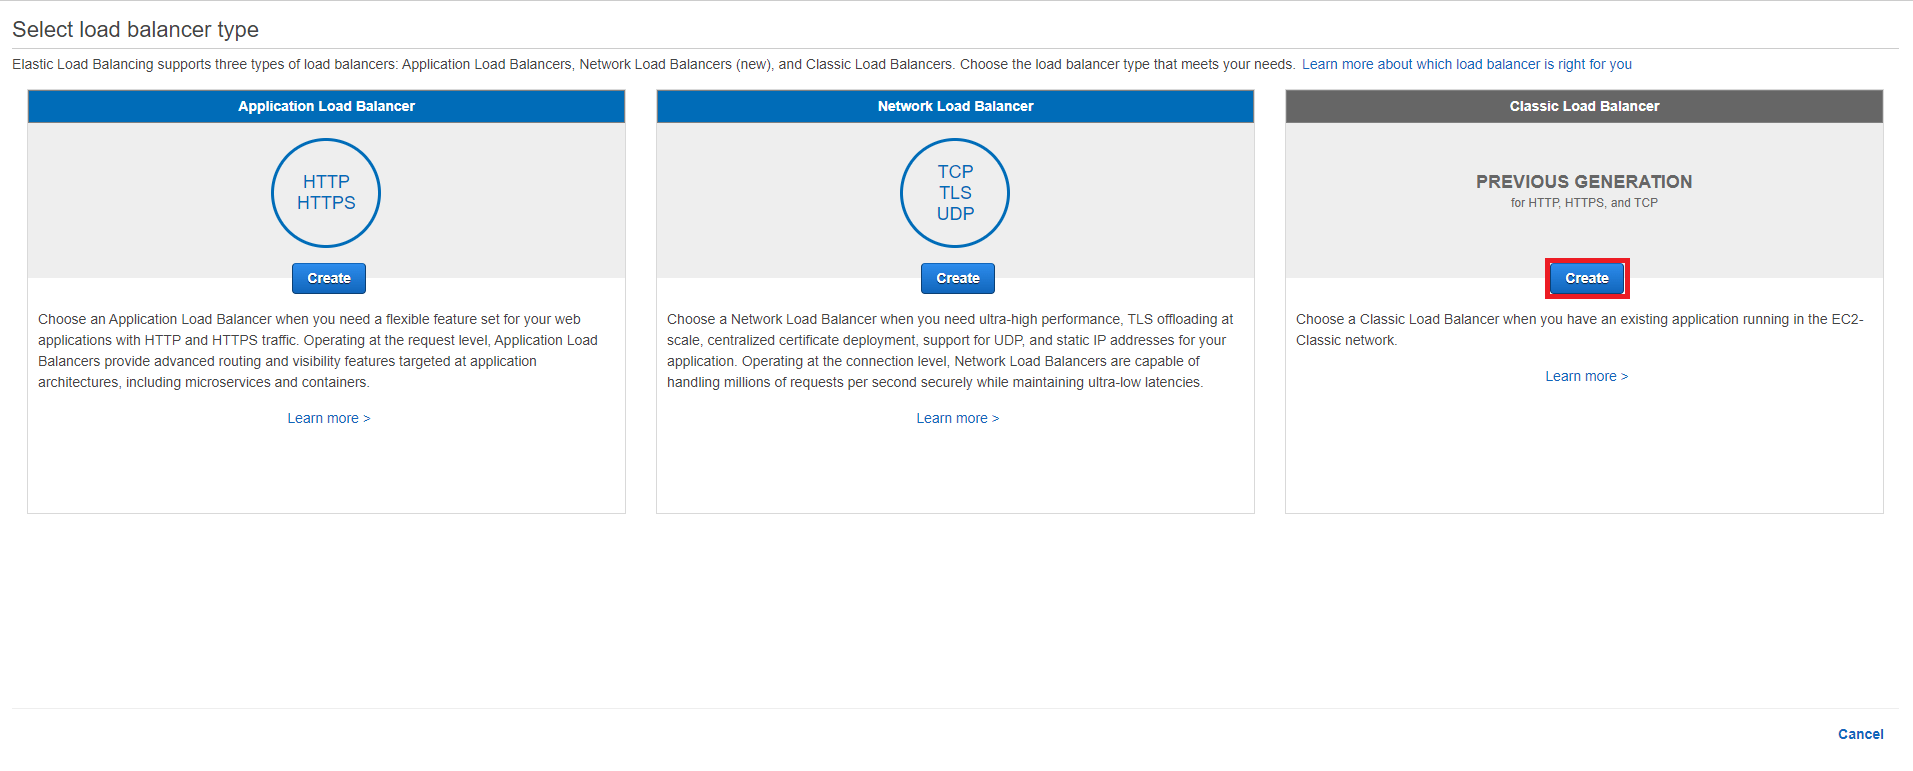 Select load balancer type
Elastic Load Balancing supports three types of load balancers: Application Load Balancers, Network Load Balancers (new), and Classic Load Balancers. Choose the load balancer type that meets your needs. Learn more about which load balancer is right for you
Application Load Balancer
HTTP
HTTPS
Create
Choose an Application Load Balancer when you need a flexible feature set for your web
applications with HTTP and HTTPS traffic. Operating at the request level, Application Load
Balancers provide advanced routing and visibility features targeted at application
architectures, including microservices and containers.
Learn more >
Network Load Balancer
TCP
TLS
UDP
Create
Choose a Network Load Balancer when you need ultra-high performance, TLS offloading at
scale, centralized certificate deployment, support for UDP, and static IP addresses for your
application. Operating at the connection level, Network Load Balancers are capable of
handling millions of requests per second securely while maintaining ultra-low latencies.
Learn more >
Classic Load Balancer
PREVIOUS GENERATION
for HTTP, HTTPS, and TCP
Create
Choose a Classic Load Balancer when you have an existing application running in the EC2-
Classic network.
Learn more >
Cancel